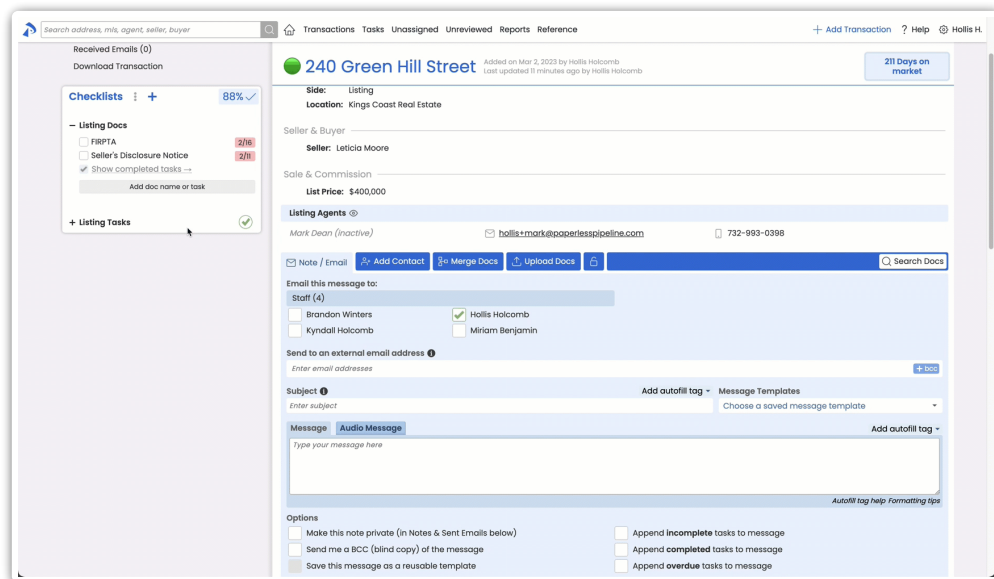 Search address, mls, agent, seller, buyer
Transactions Tasks Unassigned Unreviewed Reports Reference
+ Add Transaction ? Help Hollis H.
Received Emails (0)
Download Transaction
Checklists + 88%
− Listing Docs
FIRPTA 2/16
Seller's Disclosure Notice 2/11
Show completed tasks →
Add doc name or task
+ Listing Tasks
240 Green Hill Street
Added on Mar 2, 2023 by Hollis Holcomb
Last updated 11 minutes ago by Hollis Holcomb
211 Days on
market
Side: Listing
Location: Kings Coast Real Estate
Seller & Buyer
Seller: Leticia Moore
Sale & Commission
List Price: $400,000
Listing Agents
Mark Dean (inactive) hollis+mark@paperlesspipeline.com 732-993-0398
Note / Email Add Contact Merge Docs Upload Docs Search Docs
Email this message to:
Staff (4)
Brandon Winters Hollis Holcomb
Kyndall Holcomb Miriam Benjamin
Send to an external email address
Enter email addresses + bcc
Subject Add autofill tag Message Templates
Enter subject Choose a saved message template
Message Audio Message Add autofill tag
Type your message here
Autofill tag help Formatting tips
Options
Make this note private (in Notes & Sent Emails below) Append incomplete tasks to message
Send me a BCC (blind copy) of the message Append completed tasks to message
Save this message as a reusable template Append overdue tasks to message